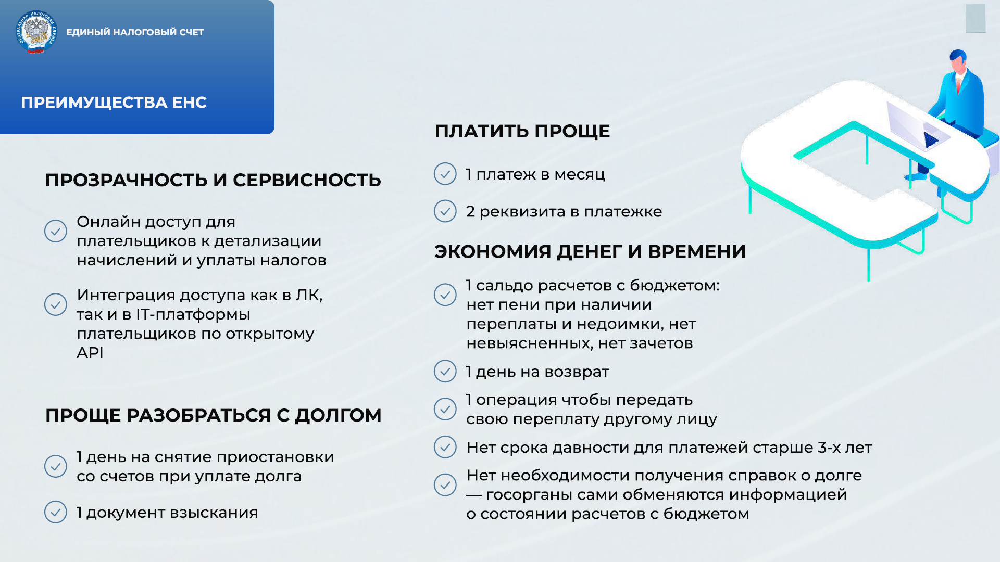 ФЕДЕРАЛЬНАЯ НАЛОГОВАЯ СЛУЖБА
ЕДИНЫЙ НАЛОГОВЫЙ СЧЕТ
ПРЕИМУЩЕСТВА ЕНС
ПРОЗРАЧНОСТЬ И СЕРВИСНОСТЬ
Онлайн доступ для
плательщиков к детализации
начислений и уплаты налогов
Интеграция доступа как в ЛК,
так и в IT-платформы
плательщиков по открытому
API
ПРОЩЕ РАЗОБРАТЬСЯ С ДОЛГОМ
1 день на снятие приостановки
со счетов при уплате долга
1 документ взыскания
ПЛАТИТЬ ПРОЩЕ
1 платеж в месяц
2 реквизита в платежке
ЭКОНОМИЯ ДЕНЕГ И ВРЕМЕНИ
1 сальдо расчетов с бюджетом:
нет пени при наличии
переплаты и недоимки, нет
невыясненных, нет зачетов
1 день на возврат
1 операция чтобы передать
свою переплату другому лицу
Нет срока давности для платежей старше 3-х лет
Нет необходимости получения справок о долге
— госорганы сами обменяются информацией
о состоянии расчетов с бюджетом